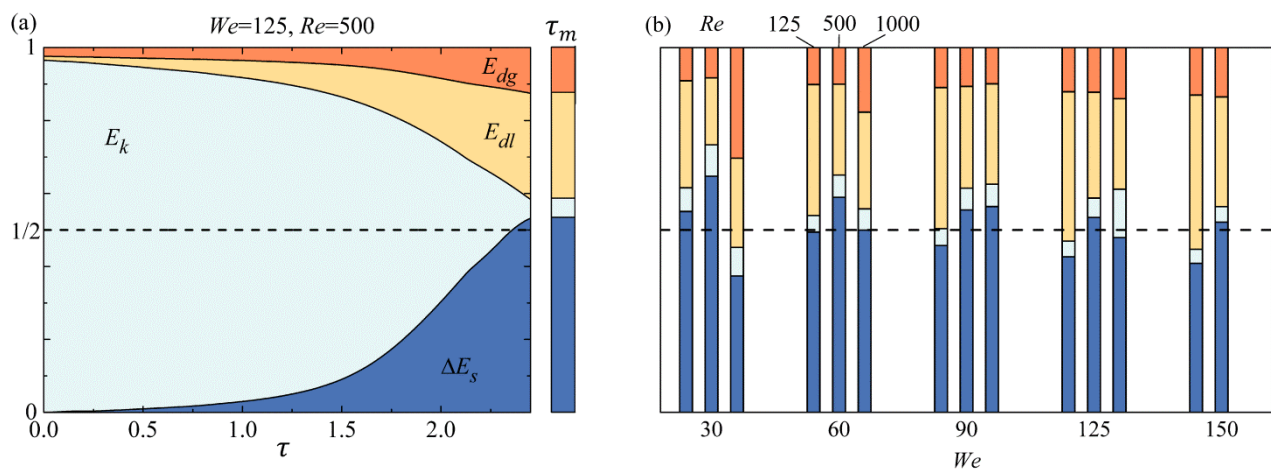 (a)
We=125, Re=500
τm
1
Edg
Edl
Ek
1/2
ΔEs
0
0.0 0.5 1.0 1.5 2.0
τ
(b)
Re 125 500 1000
30 60 90 125 150
We